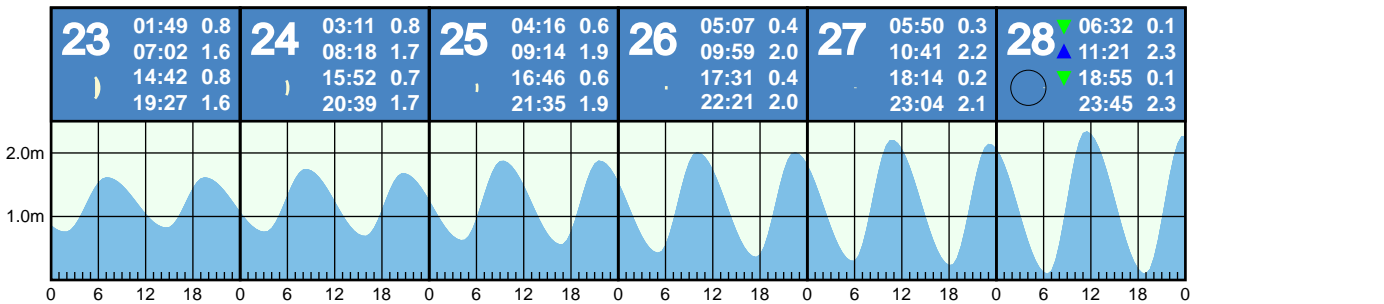 23 24 25 26 27 28
01:49 0.8 03:11 0.8 04:16 0.6 05:07 0.4 05:50 0.3 06:32 0.1
07:02 1.6 08:18 1.7 09:14 1.9 09:59 2.0 10:41 2.2 11:21 2.3
14:42 0.8 15:52 0.7 16:46 0.6 17:31 0.4 18:14 0.2 18:55 0.1
19:27 1.6 20:39 1.7 21:35 1.9 22:21 2.0 23:04 2.1 23:45 2.3
2.0m
1.0m
0 6 12 18 0 6 12 18 0 6 12 18 0 6 12 18 0 6 12 18 0 6 12 18 0